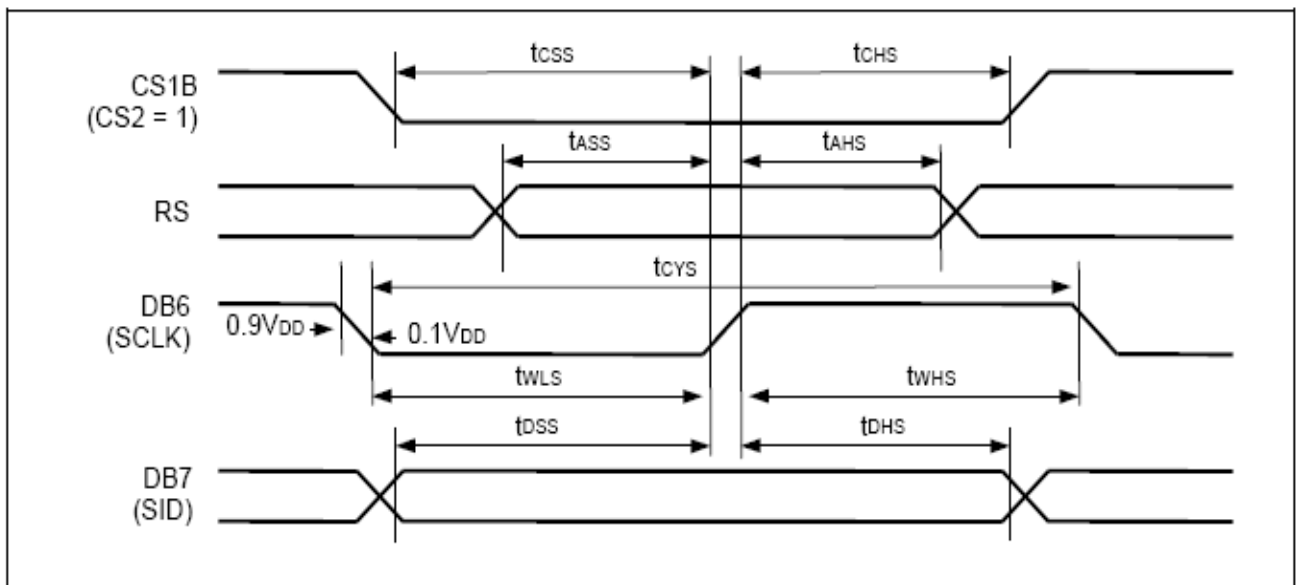 tCSS tCHS
CS1B
(CS2 = 1)
tASS tAHS
RS
tCYS
DB6
(SCLK)
0.9VDD 0.1VDD
tWLS tWHS
tDSS tDHS
DB7
(SID)